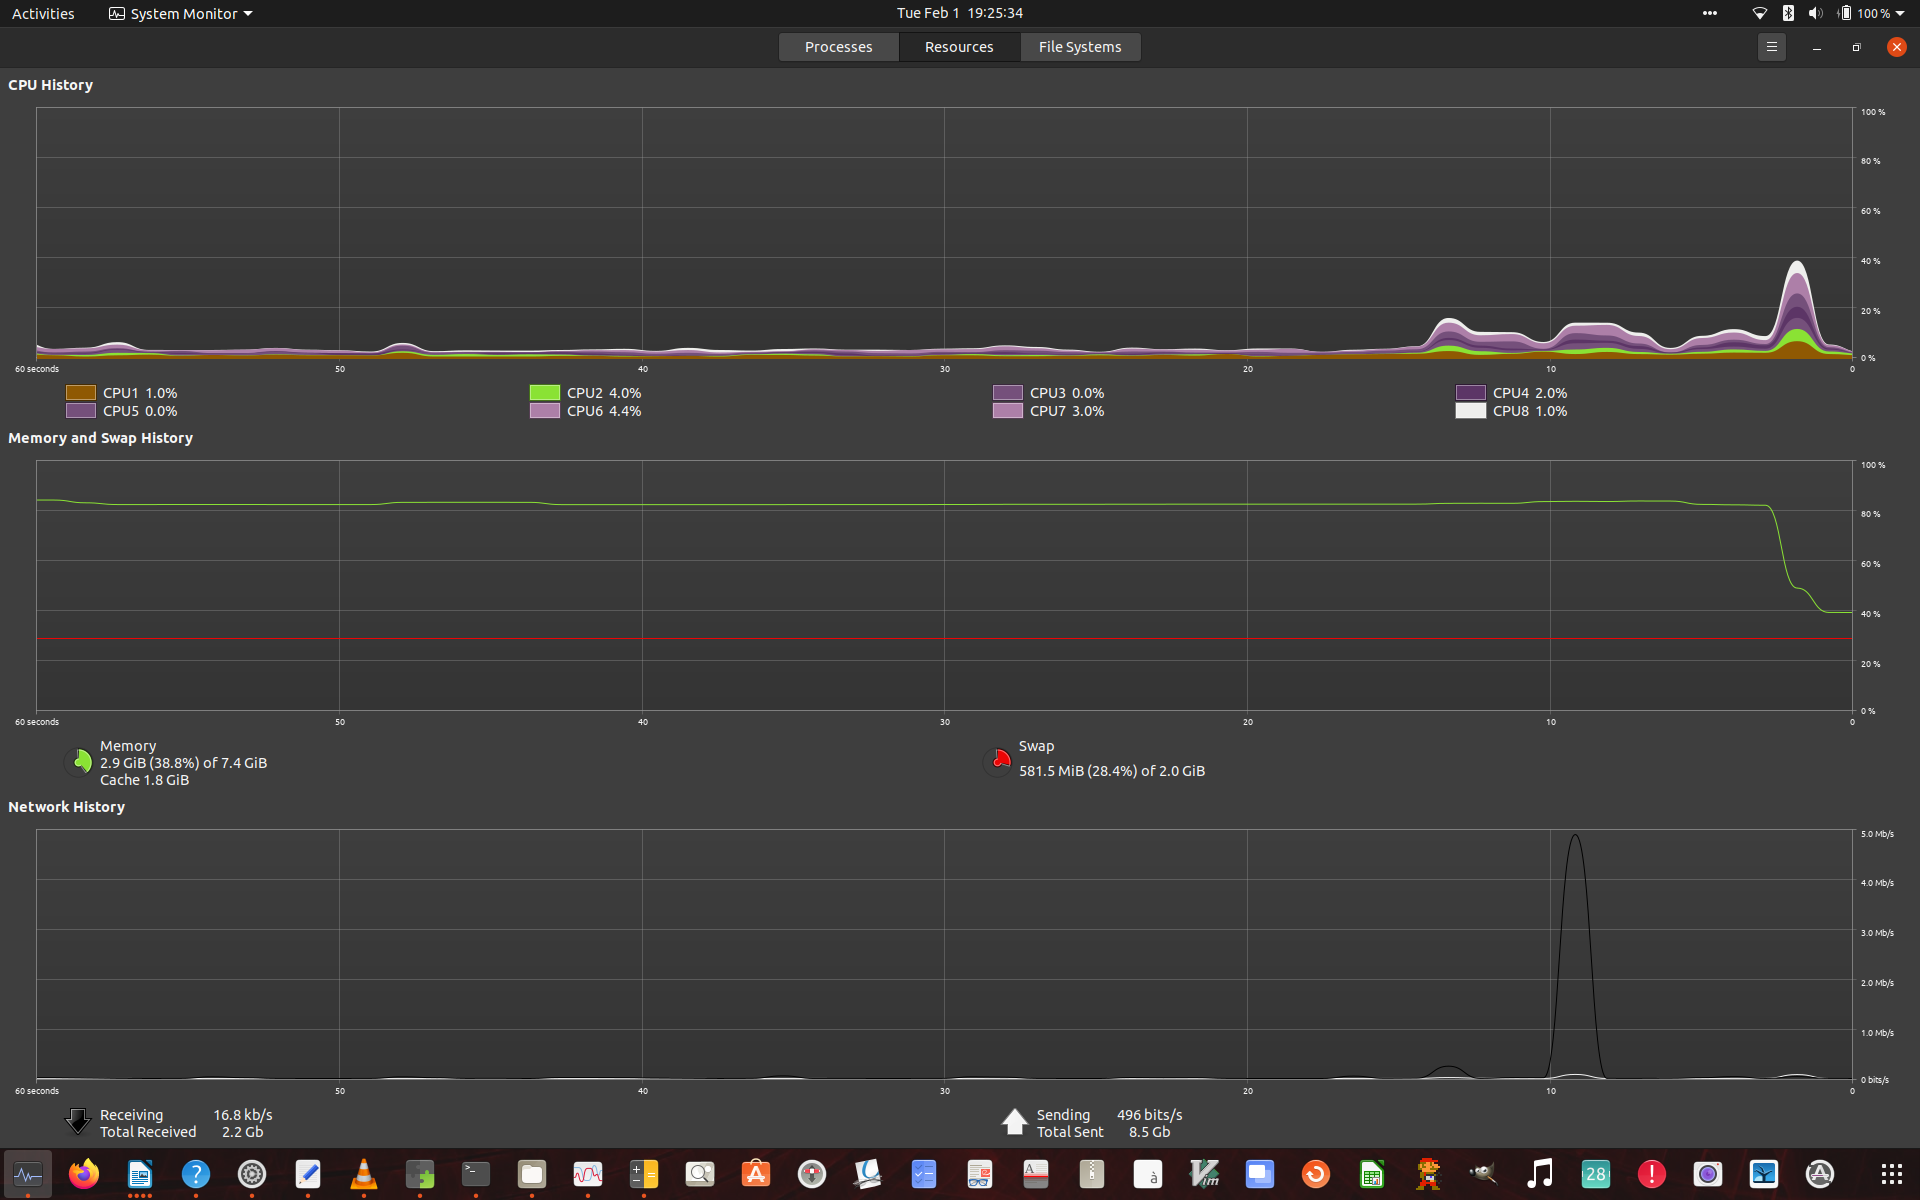 Activities System Monitor Tue Feb 1 19:25:34 100 %
Processes Resources File Systems
CPU History
100 %
80 %
60 %
40 %
20 %
0 %
60 seconds 50 40 30 20 10 0
CPU1 1.0% CPU2 4.0% CPU3 0.0% CPU4 2.0%
CPU5 0.0% CPU6 4.4% CPU7 3.0% CPU8 1.0%
Memory and Swap History
100 %
80 %
60 %
40 %
20 %
0 %
60 seconds 50 40 30 20 10 0
Memory
2.9 GiB (38.8%) of 7.4 GiB
Cache 1.8 GiB
Swap
581.5 MiB (28.4%) of 2.0 GiB
Network History
5.0 Mb/s
4.0 Mb/s
3.0 Mb/s
2.0 Mb/s
1.0 Mb/s
0 bits/s
60 seconds 50 40 30 20 10 0
Receiving 16.8 kb/s
Total Received 2.2 Gb
Sending 496 bits/s
Total Sent 8.5 Gb
? >_ A A à Vim 28 !